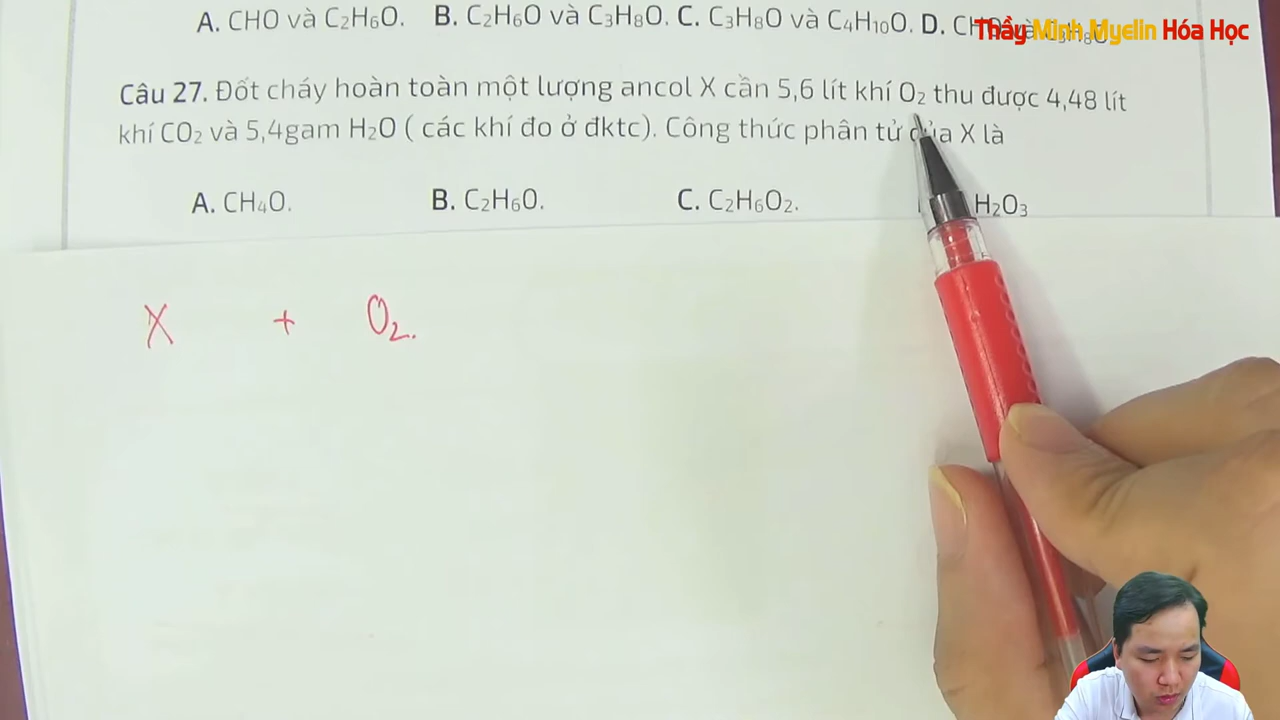 A. CHO và C₂H₆O. B. C₂H₆O và C₃H₈O. C. C₃H₈O và C₄H₁₀O. D.
Thầy Minh Myelin Hóa Học
Câu 27. Đốt cháy hoàn toàn một lượng ancol X cần 5,6 lít khí O₂ thu được 4,48 lít
khí CO₂ và 5,4gam H₂O ( các khí đo ở đktc). Công thức phân tử của X là
A. CH₄O. B. C₂H₆O. C. C₂H₆O₂. H₂O₃
X + O₂.